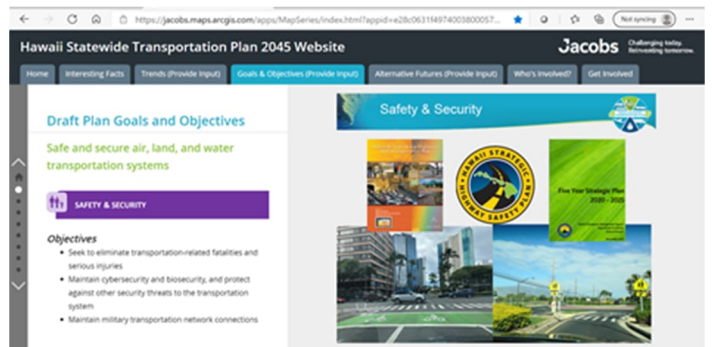 https://jacobs.maps.arcgis.com/apps/MapSeries/index.html?appid=e28c0631f4974003800057...
Not syncing
Hawaii Statewide Transportation Plan 2045 Website
Jacobs
Challenging today.
Reinventing tomorrow.
Home
Interesting Facts
Trends (Provide Input)
Goals & Objectives (Provide Input)
Alternative Futures (Provide Input)
Who's Involved?
Get Involved
Draft Plan Goals and Objectives
Safe and secure air, land, and water
transportation systems
SAFETY & SECURITY
Objectives
• Seek to eliminate transportation-related fatalities and
serious injuries
• Maintain cybersecurity and biosecurity, and protect
against other security threats to the transportation
system
• Maintain military transportation network connections
Safety & Security
HAWAII STRATEGIC
HIGHWAY SAFETY PLAN
Five Year Strategic Plan
2020 - 2025